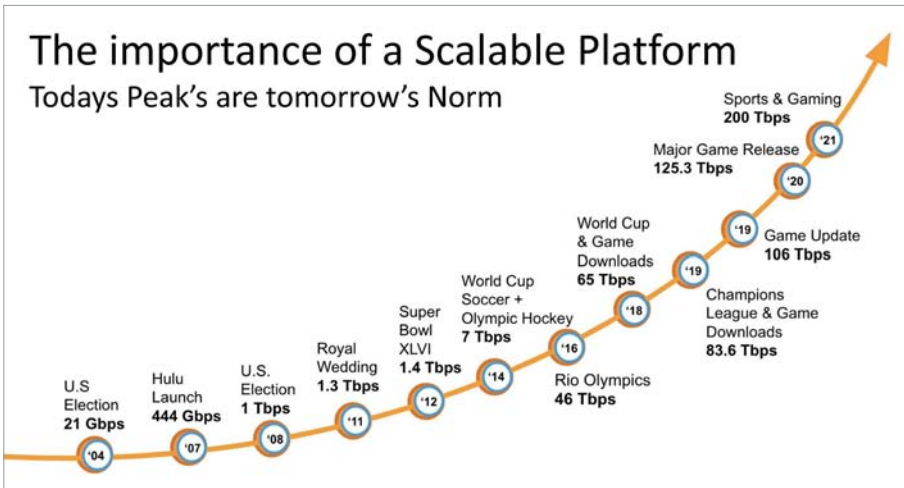 The importance of a Scalable Platform
Todays Peak's are tomorrow's Norm
U.S
Election
21 Gbps
'04
Hulu
Launch
444 Gbps
'07
U.S.
Election
1 Tbps
'08
Royal
Wedding
1.3 Tbps
'11
Super
Bowl
XLVI
1.4 Tbps
'12
World Cup
Soccer +
Olympic Hockey
7 Tbps
'14
'16
Rio Olympics
46 Tbps
World Cup
& Game
Downloads
65 Tbps
'18
'19
Champions
League & Game
Downloads
83.6 Tbps
'19
Game Update
106 Tbps
Major Game Release
125.3 Tbps
'20
Sports & Gaming
200 Tbps
'21